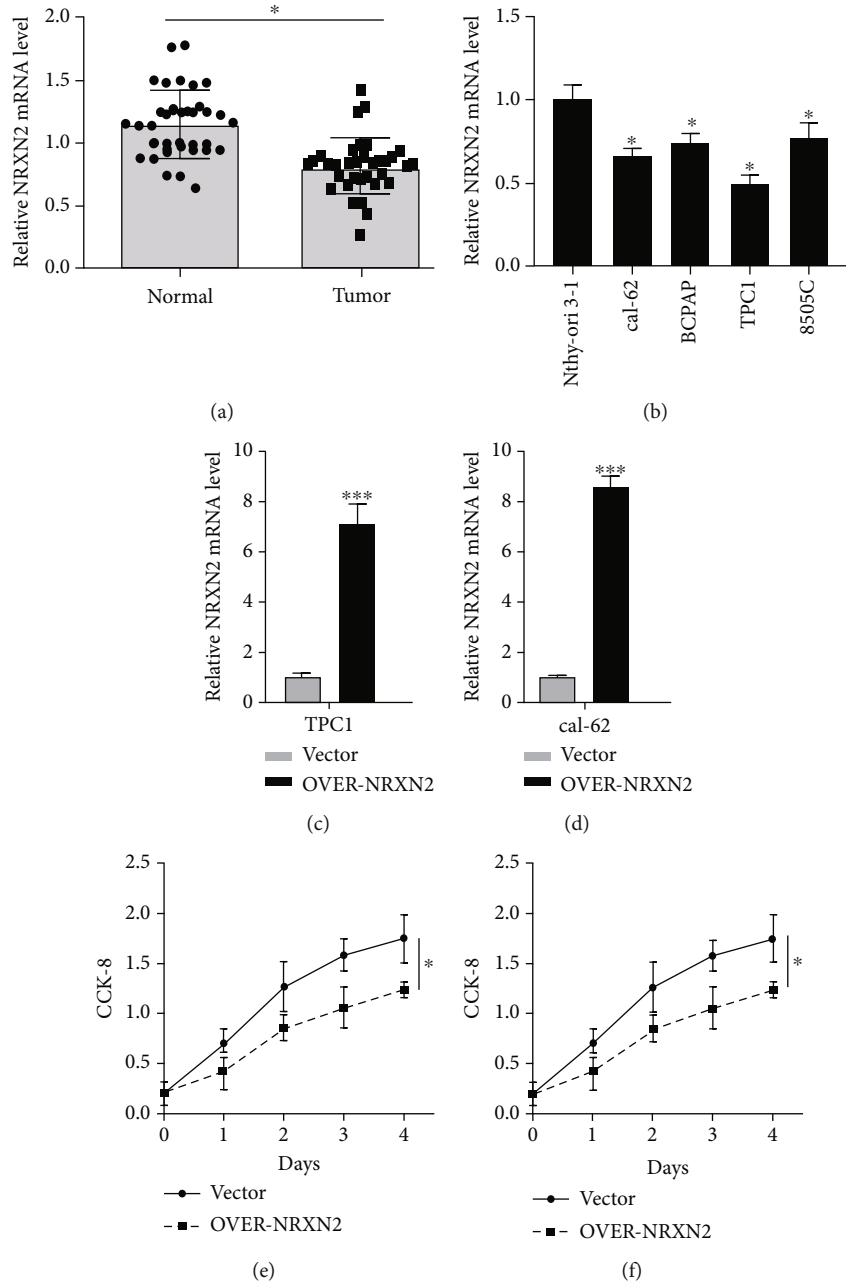 Relative NRXN2 mRNA level
2.0
1.5
1.0
0.5
0.0
*
Normal
Tumor
(a)
Relative NRXN2 mRNA level
1.5
1.0
0.5
0.0
*
*
*
*
Nthy-ori 3-1
cal-62
BCPAP
TPC1
8505C
(b)
Relative NRXN2 mRNA level
10
8
6
4
2
0
***
TPC1
Vector
OVER-NRXN2
(c)
Relative NRXN2 mRNA level
10
8
6
4
2
0
***
cal-62
Vector
OVER-NRXN2
(d)
CCK-8
2.5
2.0
1.5
1.0
0.5
0.0
*
0 1 2 3 4
Days
Vector
OVER-NRXN2
(e)
CCK-8
2.5
2.0
1.5
1.0
0.5
0.0
*
0 1 2 3 4
Days
Vector
OVER-NRXN2
(f)